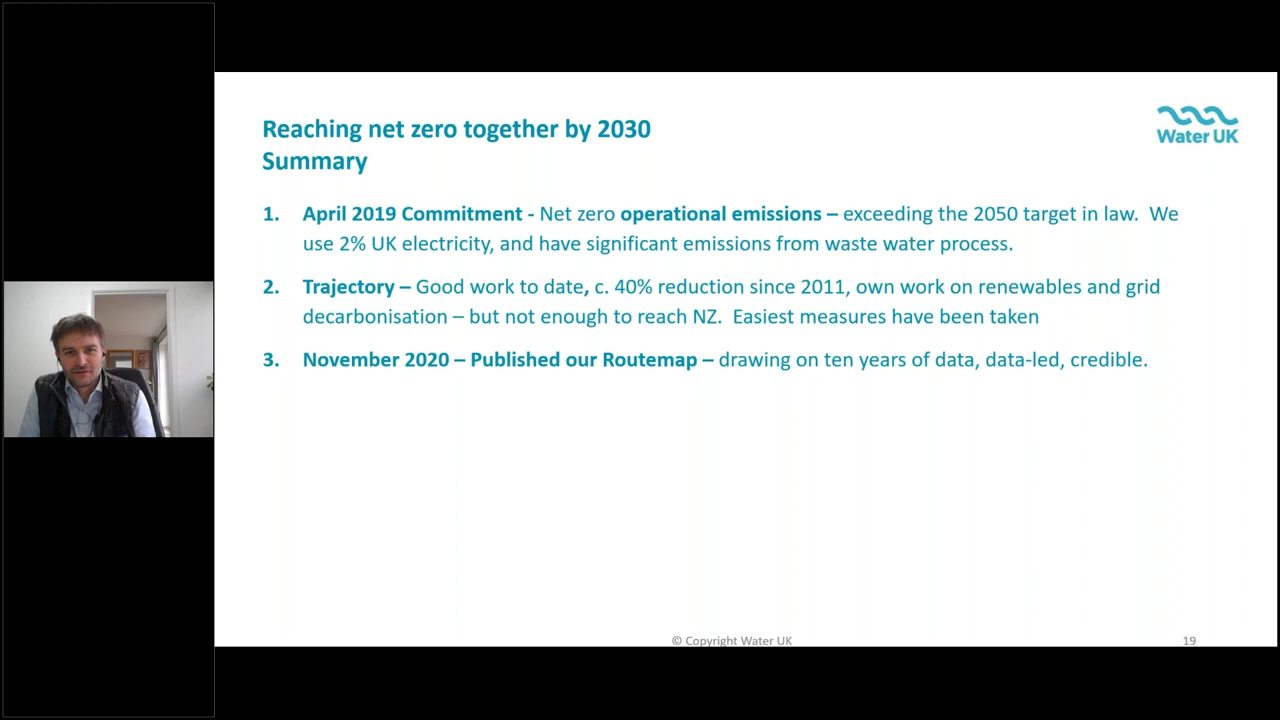 Reaching net zero together by 2030
Summary
Water UK
1. April 2019 Commitment - Net zero operational emissions – exceeding the 2050 target in law.  We
use 2% UK electricity, and have significant emissions from waste water process.
2. Trajectory – Good work to date, c. 40% reduction since 2011, own work on renewables and grid
decarbonisation – but not enough to reach NZ.  Easiest measures have been taken
3. November 2020 – Published our Routemap – drawing on ten years of data, data-led, credible.
© Copyright Water UK
19